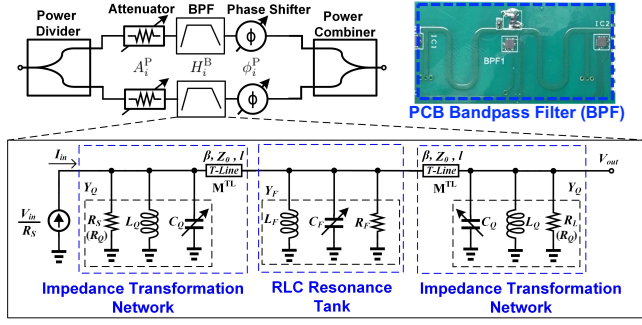 Power
Divider
Attenuator
BPF
Phase Shifter
Power
Combiner
A_i^P
H_i^B
ϕ_i^P
ϕ
ϕ
IC1
BPF1
IC2
PCB Bandpass Filter (BPF)
I_in
V_in
R_S
Y_Q
R_S
(R_Q)
L_Q
C_Q
β, Z_0 , l
T-Line
M^TL
Y_F
L_F
C_F
R_F
β, Z_0 , l
T-Line
M^TL
Y_Q
C_Q
L_Q
R_L
(R_Q)
V_out
Impedance Transformation
Network
RLC Resonance
Tank
Impedance Transformation
Network